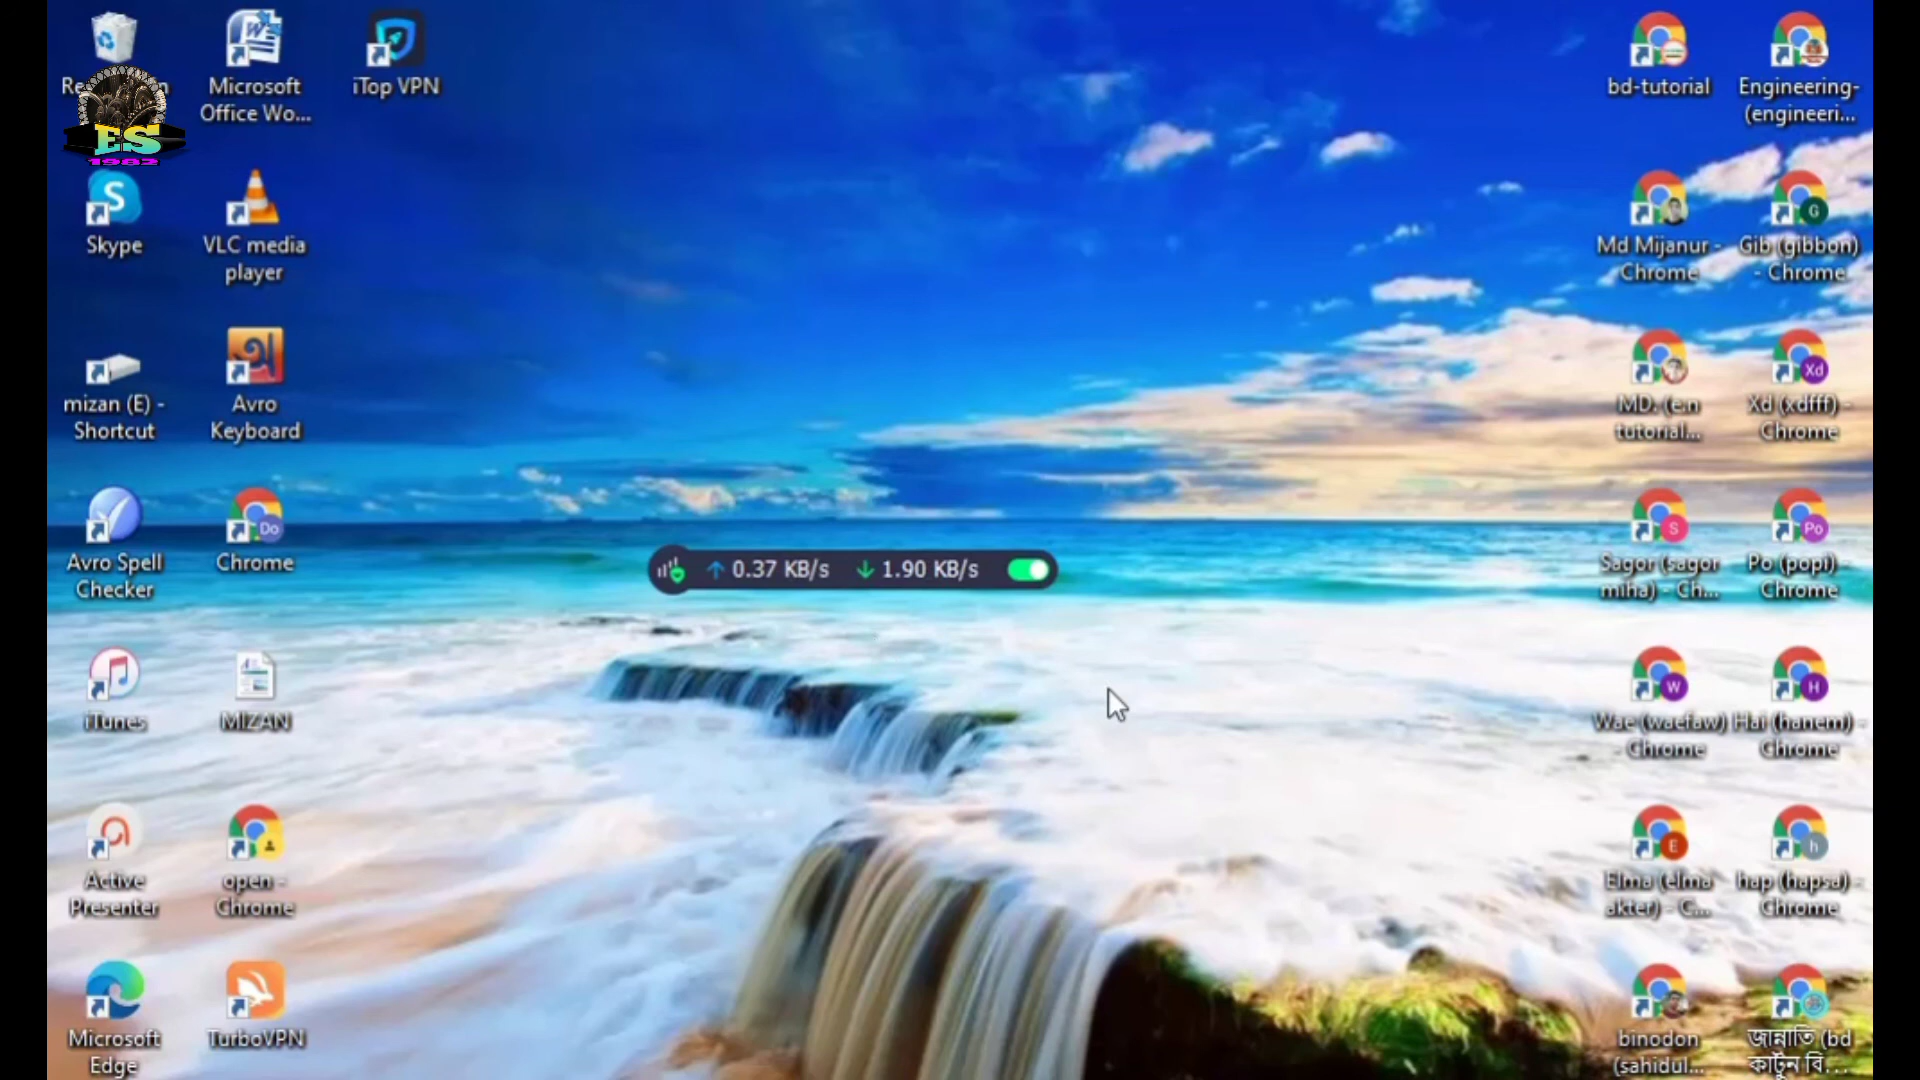 Microsoft
Office Wo...
iTop VPN
bd-tutorial
Engineering-
(engineeri...
ES
1982
Skype
VLC media
player
Md Mijanur -
Chrome
Gib (gibbon)
- Chrome
mizan (E) -
Shortcut
Avro
Keyboard
MD. (e.n
tutorial...
Xd (xdfff) -
Chrome
Avro Spell
Checker
Chrome
0.37 KB/s
1.90 KB/s
Sagor (sagor
miha) - Ch...
Po (popi) -
Chrome
iTunes
MIZAN
Wae (waefaw)
- Chrome
Hai (hanem) -
Chrome
Active
Presenter
open -
Chrome
Elma (elma
akter) - C...
hap (hapsa) -
Chrome
Microsoft
Edge
TurboVPN
binodon
(sahidul...
জান্নাতি (bd
কার্টুন বি...